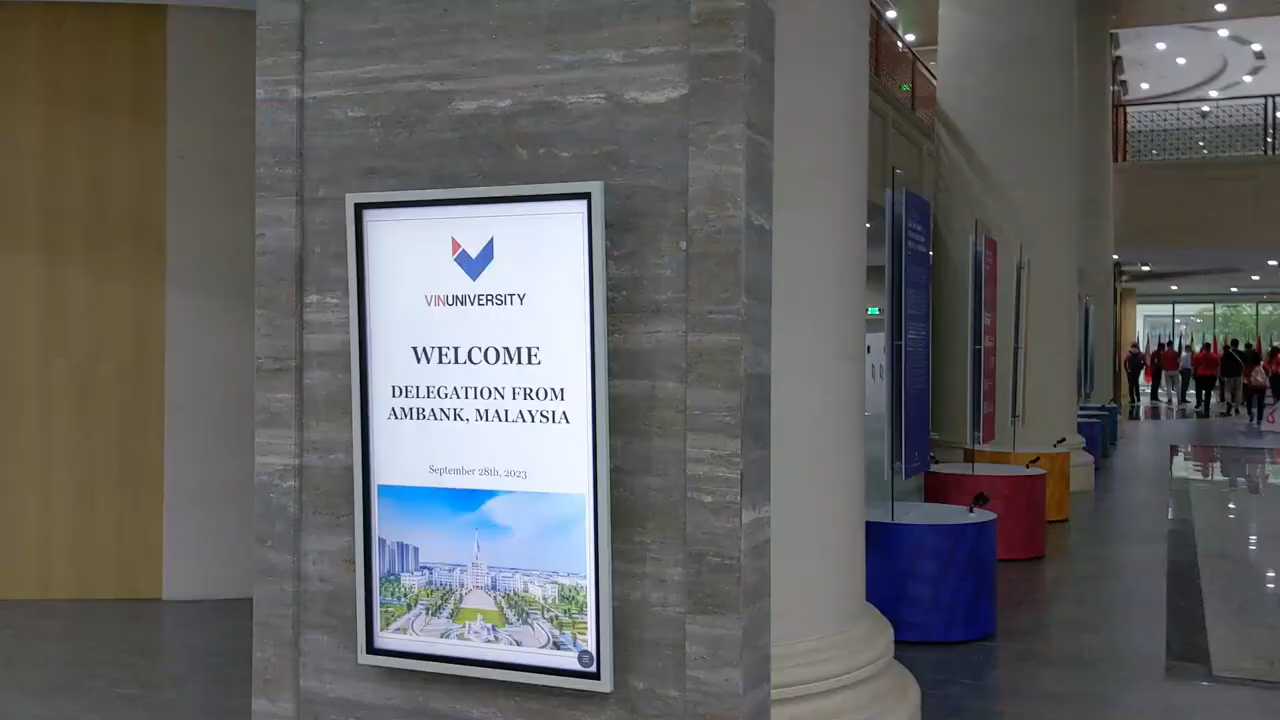 VINUNIVERSITY
WELCOME
DELEGATION FROM
AMBANK, MALAYSIA
September 28th, 2023